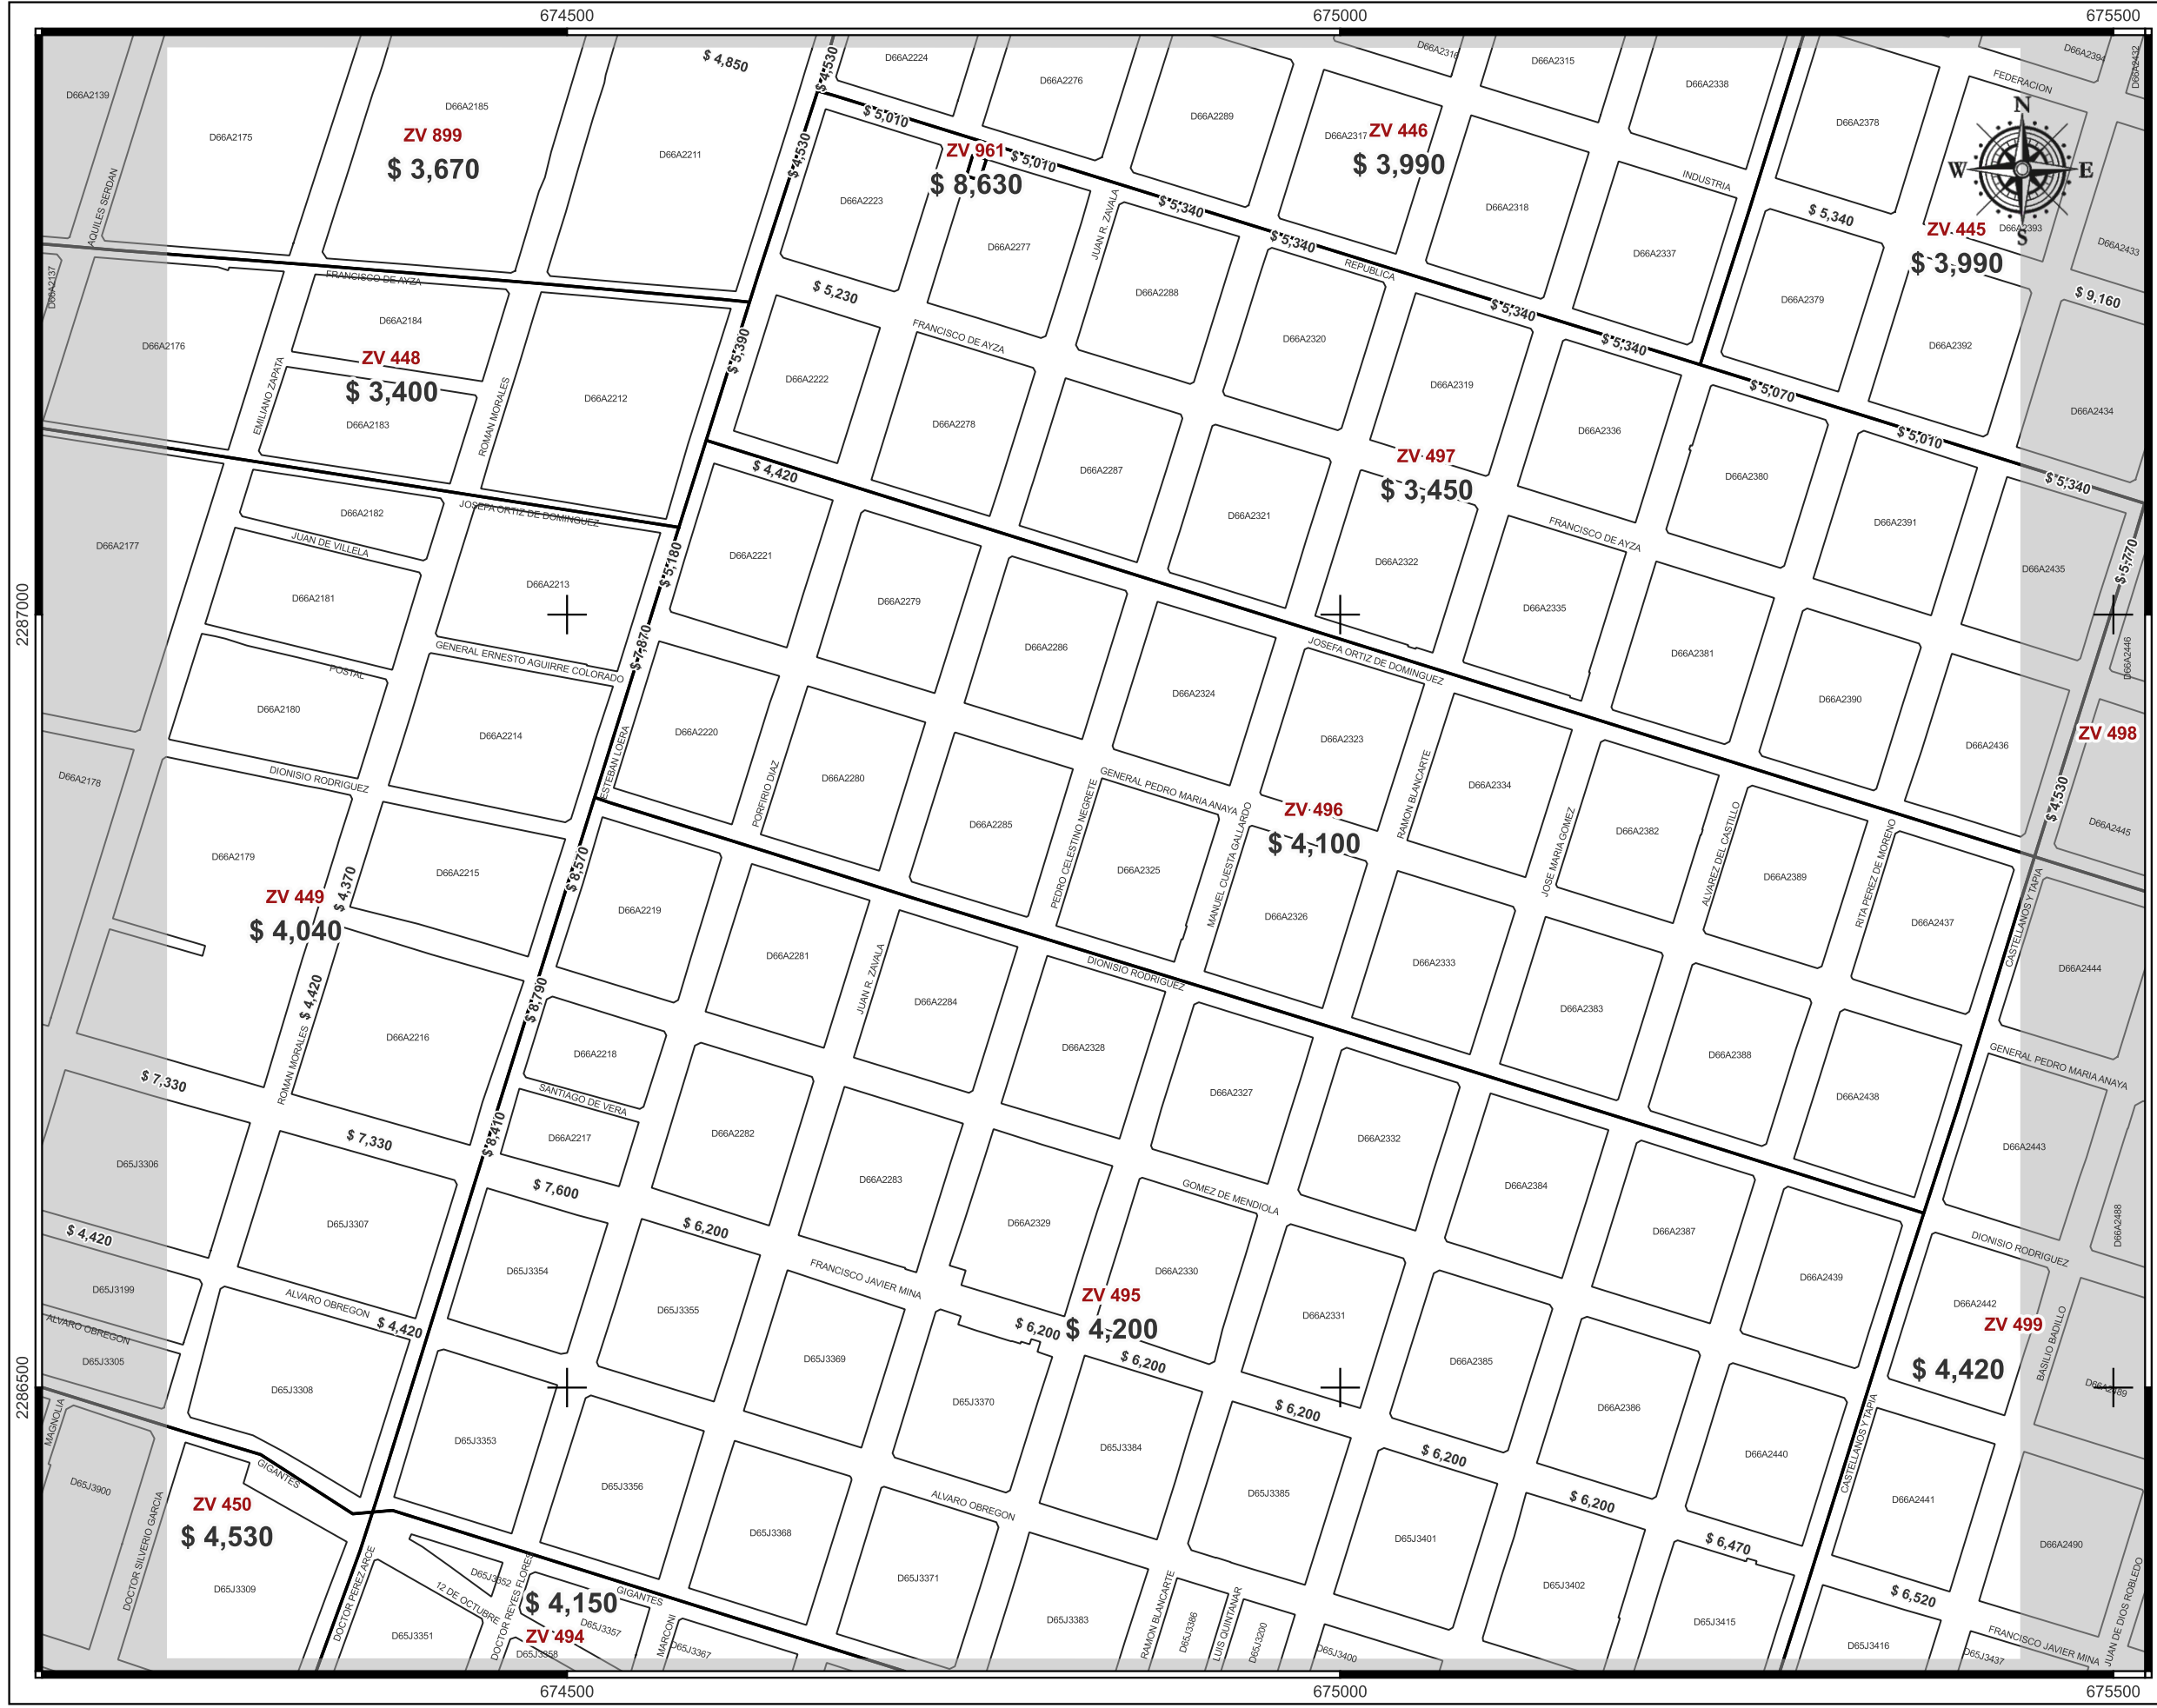 674500
675000
675500
D66A2139
D66A2175
D66A2185
ZV 899
$ 3,670
D66A2211
$ 4,850
$ 4,530
D66A2224
D66A2276
D66A2289
D66A2316
D66A2315
D66A2338
D66A2378
D66A2394
D66A2432
FEDERACION
N
W
E
S
ZV 445
$ 3,990
D66A2393
D66A2433
$ 9,160
ZV 446
$ 3,990
D66A2317
D66A2318
INDUSTRIA
D66A2337
$ 5,340
D66A2379
D66A2392
D66A2434
$ 5,010
ZV 961
$ 8,630
$ 5,010
$ 4,530
D66A2223
D66A2277
JUAN R. ZAVALA
$ 5,340
$ 5,340
REPUBLICA
$ 5,340
$ 5,340
$ 5,070
$ 5,010
$ 5,340
AQUILES SERDAN
D66A2137
FRANCISCO DE AYZA
D66A2184
D66A2176
ZV 448
$ 3,400
EMILIANO ZAPATA
D66A2183
ROMAN MORALES
D66A2212
$ 5,390
$ 5,230
D66A2222
FRANCISCO DE AYZA
D66A2278
D66A2288
D66A2287
D66A2320
D66A2319
D66A2336
D66A2380
D66A2391
D66A2435
$ 5,770
ZV 497
$ 3,450
D66A2321
D66A2322
FRANCISCO DE AYZA
D66A2335
D66A2381
D66A2390
D66A2436
D66A2446
ZV 498
$ 4,530
D66A2445
$ 4,420
D66A2221
D66A2279
D66A2286
D66A2324
JOSEFA ORTIZ DE DOMINGUEZ
D66A2323
D66A2182
JOSEFA ORTIZ DE DOMINGUEZ
JUAN DE VILLELA
D66A2177
D66A2181
D66A2213
$ 5,180
2287000
$ 7,870
GENERAL ERNESTO AGUIRRE COLORADO
POSTAL
D66A2180
D66A2214
D66A2220
ESTEBAN LOERA
PORFIRIO DIAZ
D66A2280
D66A2285
GENERAL PEDRO MARIA ANAYA
PEDRO CELESTINO NEGRETE
D66A2325
MANUEL CUESTA GALLARDO
ZV 496
$ 4,100
D66A2326
RAMON BLANCARTE
D66A2334
JOSE MARIA GOMEZ
D66A2382
ALVAREZ DEL CASTILLO
D66A2389
RITA PEREZ DE MORENO
D66A2437
CASTELLANOS Y TAPIA
D66A2444
D66A2178
DIONISIO RODRIGUEZ
D66A2179
ZV 449
$ 4,040
$ 4,370
D66A2215
$ 8,570
D66A2219
D66A2281
JUAN R. ZAVALA
D66A2284
DIONISIO RODRIGUEZ
D66A2328
D66A2327
D66A2333
D66A2383
D66A2388
D66A2438
GENERAL PEDRO MARIA ANAYA
D66A2443
$ 4,420
ROMAN MORALES
D66A2216
$ 8,790
D66A2218
SANTIAGO DE VERA
D66A2217
D66A2282
D66A2283
D66A2332
D66A2384
D66A2387
D66A2439
DIONISIO RODRIGUEZ
D66A2488
$ 7,330
$ 7,330
$ 8,410
$ 7,600
$ 6,200
D65J3306
D65J3307
$ 4,420
D65J3199
ALVARO OBREGON
$ 4,420
ALVARO OBREGON
D65J3305
D65J3308
D65J3354
D65J3355
FRANCISCO JAVIER MINA
D66A2329
GOMEZ DE MENDIOLA
D66A2330
ZV 495
$ 4,200
$ 6,200
$ 6,200
D66A2331
D66A2385
D66A2386
D66A2440
D66A2442
ZV 499
$ 4,420
BASILIO BADILLO
D66A2489
2286500
D65J3369
D65J3370
D65J3384
$ 6,200
$ 6,200
$ 6,200
$ 6,470
CASTELLANOS Y TAPIA
D66A2441
D66A2490
$ 6,520
MAGNOLIA
D65J3900
GIGANTES
ZV 450
$ 4,530
DOCTOR SILVERIO GARCIA
D65J3309
DOCTOR PEREZ ARCE
D65J3353
D65J3356
D65J3368
D65J3371
ALVARO OBREGON
D65J3385
D65J3401
D65J3402
D65J3415
D65J3416
FRANCISCO JAVIER MINA
D65J3437
JUAN DE DIOS ROBLEDO
D65J3352
12 DE OCTUBRE
DOCTOR REYES FLORES
$ 4,150
ZV 494
D65J3357
GIGANTES
D65J3351
D65J3358
MARCONI
D65J3367
D65J3383
RAMON BLANCARTE
D65J3386
LUIS QUINTANAR
D65J3200
D65J3400
674500
675000
675500